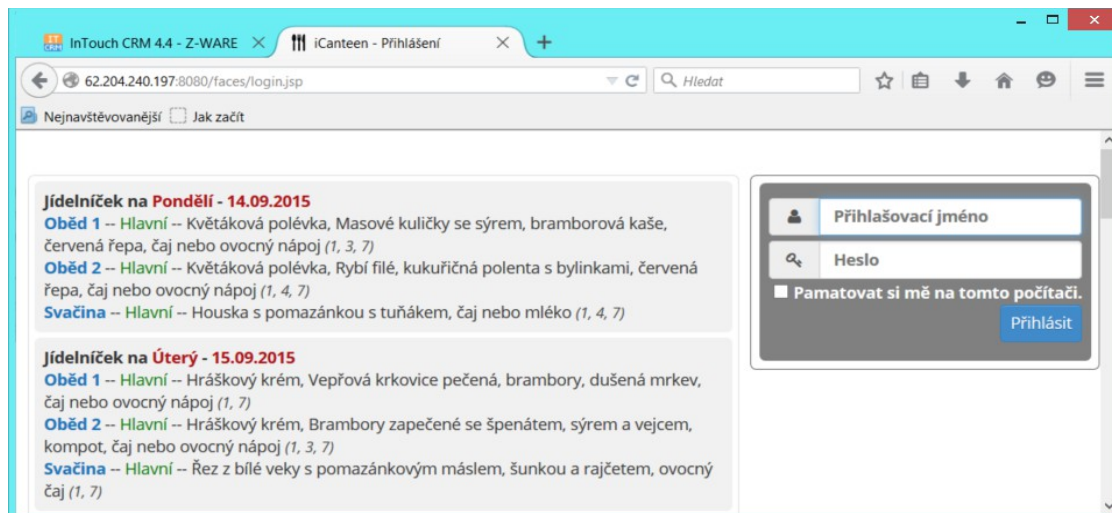 InTouch CRM 4.4 - Z-WARE
iCanteen - Přihlášení
62.204.240.197:8080/faces/login.jsp
Hledat
Nejnavštěvovanější
Jak začít
Jídelníček na Pondělí - 14.09.2015
Oběd 1 -- Hlavní -- Květáková polévka, Masové kuličky se sýrem, bramborová kaše,
červená řepa, čaj nebo ovocný nápoj (1, 3, 7)
Oběd 2 -- Hlavní -- Květáková polévka, Rybí filé, kukuřičná polenta s bylinkami, červená
řepa, čaj nebo ovocný nápoj (1, 4, 7)
Svačina -- Hlavní -- Houska s pomazánkou s tuňákem, čaj nebo mléko (1, 4, 7)
Jídelníček na Úterý - 15.09.2015
Oběd 1 -- Hlavní -- Hráškový krém, Vepřová krkovice pečená, brambory, dušená mrkev,
čaj nebo ovocný nápoj (1, 7)
Oběd 2 -- Hlavní -- Hráškový krém, Brambory zapečené se špenátem, sýrem a vejcem,
kompot, čaj nebo ovocný nápoj (1, 3, 7)
Svačina -- Hlavní -- Řez z bílé veky s pomazánkovým máslem, šunkou a rajčetem, ovocný
čaj (1, 7)
Přihlašovací jméno
Heslo
Pamatovat si mě na tomto počítači.
Přihlásit